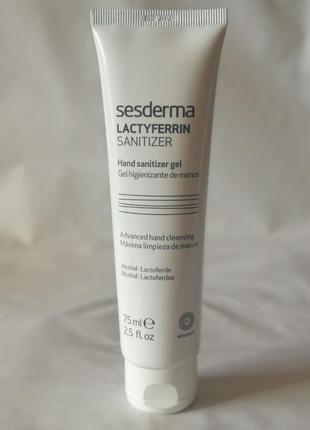 sesderma
LACTYFERRIN
SANITIZER
Hand sanitizer gel
Gel higienizante de manos
Advanced hand cleansing
Máxima limpieza de manos
Alcohol · Lactoferrin
Alcohol · Lactoferrina
75 ml ℮
2.5 fl. oz